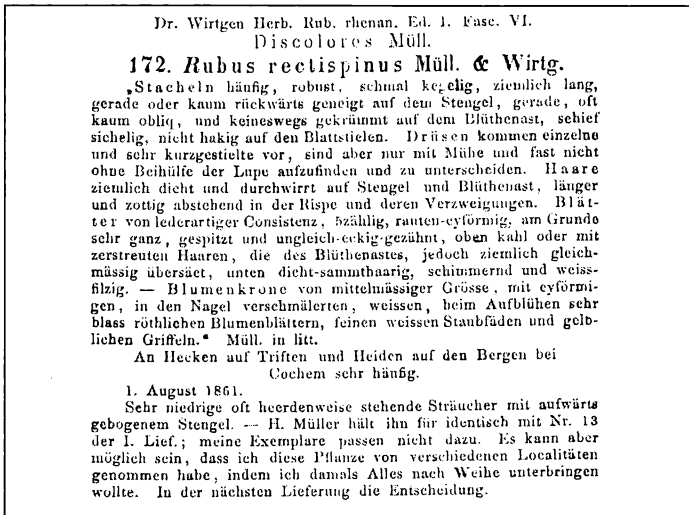 Dr. Wirtgen Herb. Rub. rhenan. Ed. I. Fasc. VI.
Discolores Müll.
172. Rubus rectispinus Müll. & Wirtg.
„Stacheln häufig, robust, schmal kegelig, ziemlich lang,
gerade oder kaum rückwärts geneigt auf dem Stengel, gerade, oft
kaum obliq, und keineswegs gekrümmt auf dem Blüthenast, schief
sichelig, nicht hakig auf den Blattstielen. Drüsen kommen einzelne
und sehr kurzgestielte vor, sind aber nur mit Mühe und fast nicht
ohne Beihülfe der Lupe aufzufinden und zu unterscheiden. Haare
ziemlich dicht und durchwirrt auf Stengel und Blüthenast, länger
und zottig abstehend in der Rispe und deren Verzweigungen. Blät-
ter von lederartiger Consistenz, 5zählig, rauten-eyförmig, am Grunde
sehr ganz, gespitzt und ungleich-eckig-gezähnt, oben kahl oder mit
zerstreuten Haaren, die des Blüthenastes, jedoch ziemlich gleich-
mässig übersäet, unten dicht-sammthaarig, schimmernd und weiss-
filzig. — Blumenkrone von mittelmässiger Grösse, mit eyförmi-
gen, in den Nagel verschmälerten, weissen, beim Aufblühen sehr
blass röthlichen Blumenblättern, feinen weissen Staubfäden und gelb-
lichen Griffeln.“ Müll. in litt.
An Hecken auf Triften und Heiden auf den Bergen bei
Cochem sehr häufig.
1. August 1861.
Sehr niedrige oft heerdenweise stehende Sträucher mit aufwärts
gebogenem Stengel. — H. Müller hält ihn für identisch mit Nr. 13
der I. Lief.; meine Exemplare passen nicht dazu. Es kann aber
möglich sein, dass ich diese Pflanze von verschiedenen Localitäten
genommen habe, indem ich damals Alles nach Weihe unterbringen
wollte. In der nächsten Lieferung die Entscheidung.